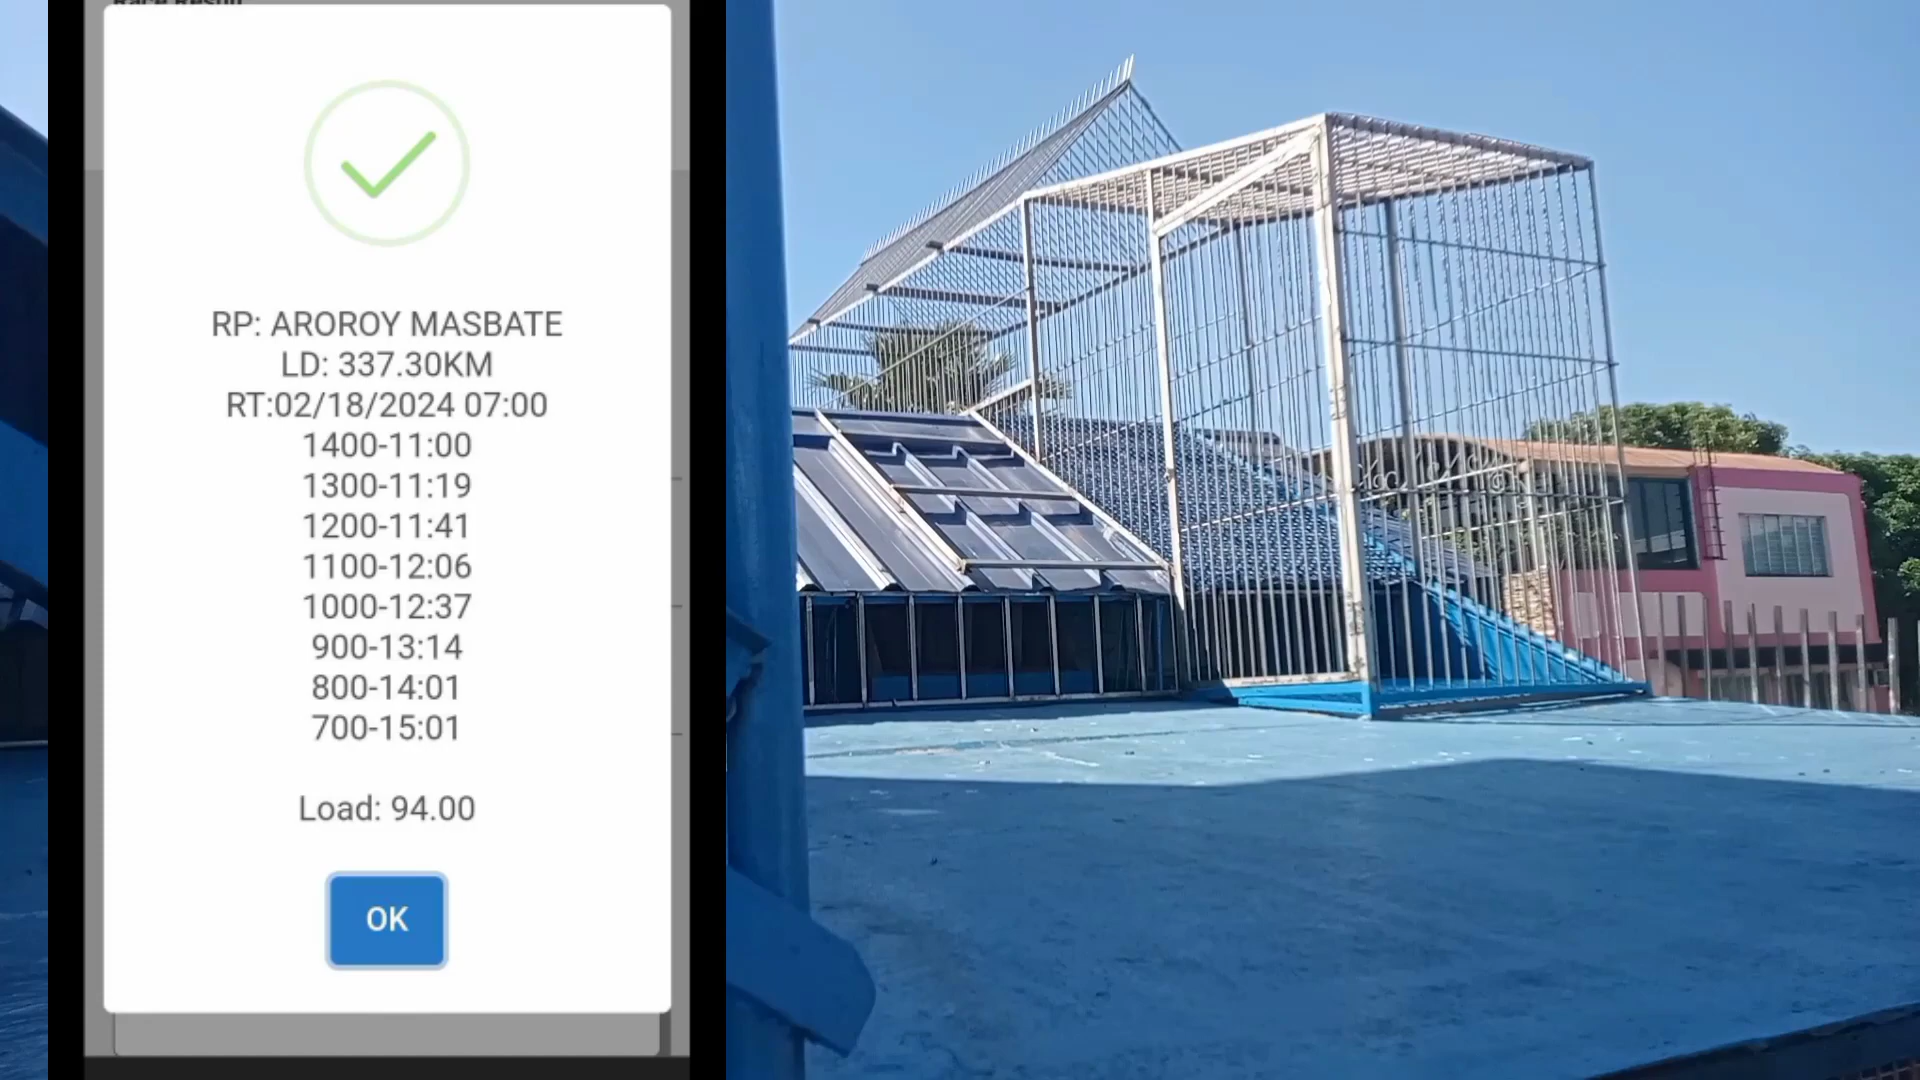 Race Result
RP: AROROY MASBATE
LD: 337.30KM
RT:02/18/2024 07:00
1400-11:00
1300-11:19
1200-11:41
1100-12:06
1000-12:37
900-13:14
800-14:01
700-15:01
Load: 94.00
OK